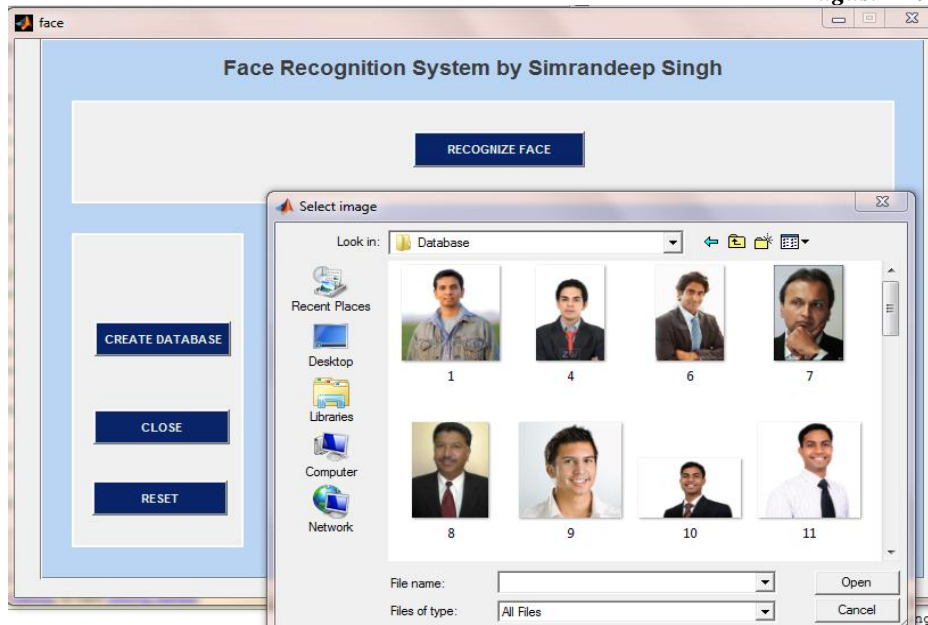 face
Face Recognition System by Simrandeep Singh
RECOGNIZE FACE
CREATE DATABASE
CLOSE
RESET
Select image
Look in: Database
Recent Places
Desktop
Libraries
Computer
Network
1 4 6 7
8 9 10 11
File name:
Open
Files of type: All Files
Cancel